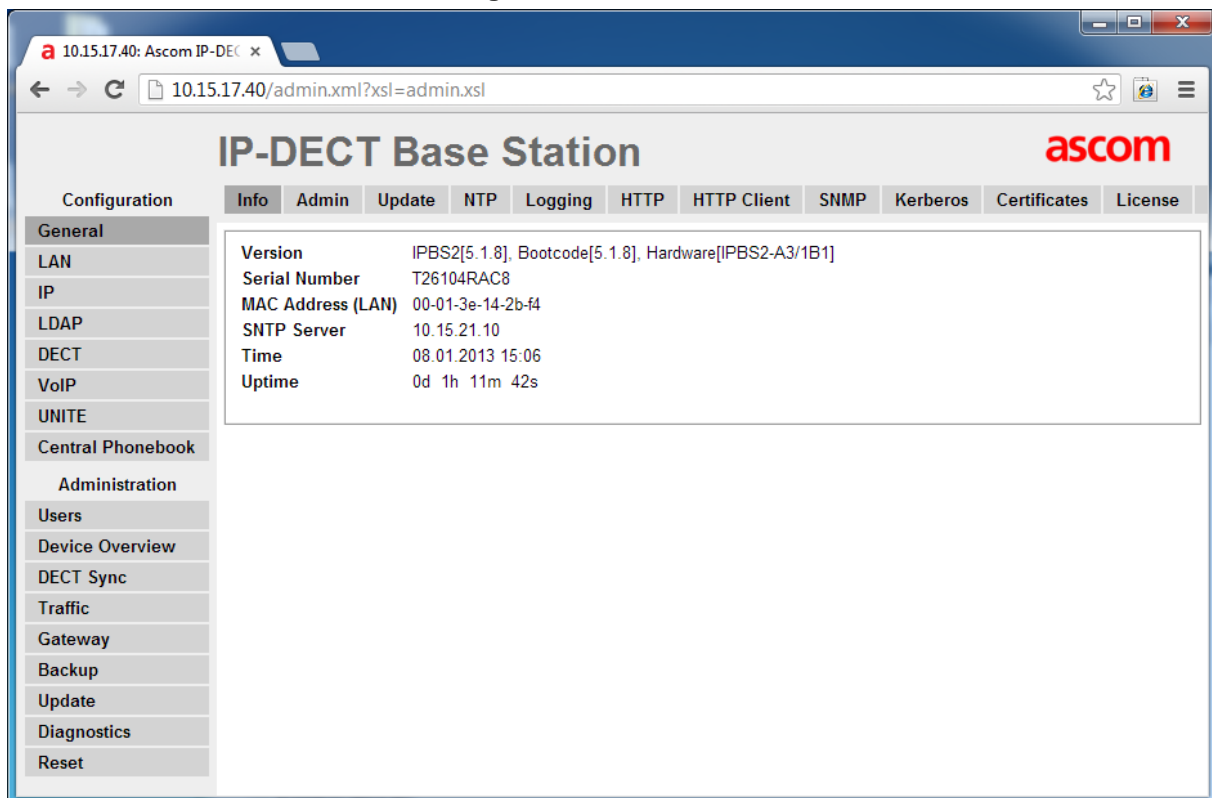 a 10.15.17.40: Ascom IP-DEC ×
10.15.17.40/admin.xml?xsl=admin.xsl
IP-DECT Base Station
ascom
Configuration
General
LAN
IP
LDAP
DECT
VoIP
UNITE
Central Phonebook
Administration
Users
Device Overview
DECT Sync
Traffic
Gateway
Backup
Update
Diagnostics
Reset
Info Admin Update NTP Logging HTTP HTTP Client SNMP Kerberos Certificates License
Version IPBS2[5.1.8], Bootcode[5.1.8], Hardware[IPBS2-A3/1B1]
Serial Number T26104RAC8
MAC Address (LAN) 00-01-3e-14-2b-f4
SNTP Server 10.15.21.10
Time 08.01.2013 15:06
Uptime 0d 1h 11m 42s